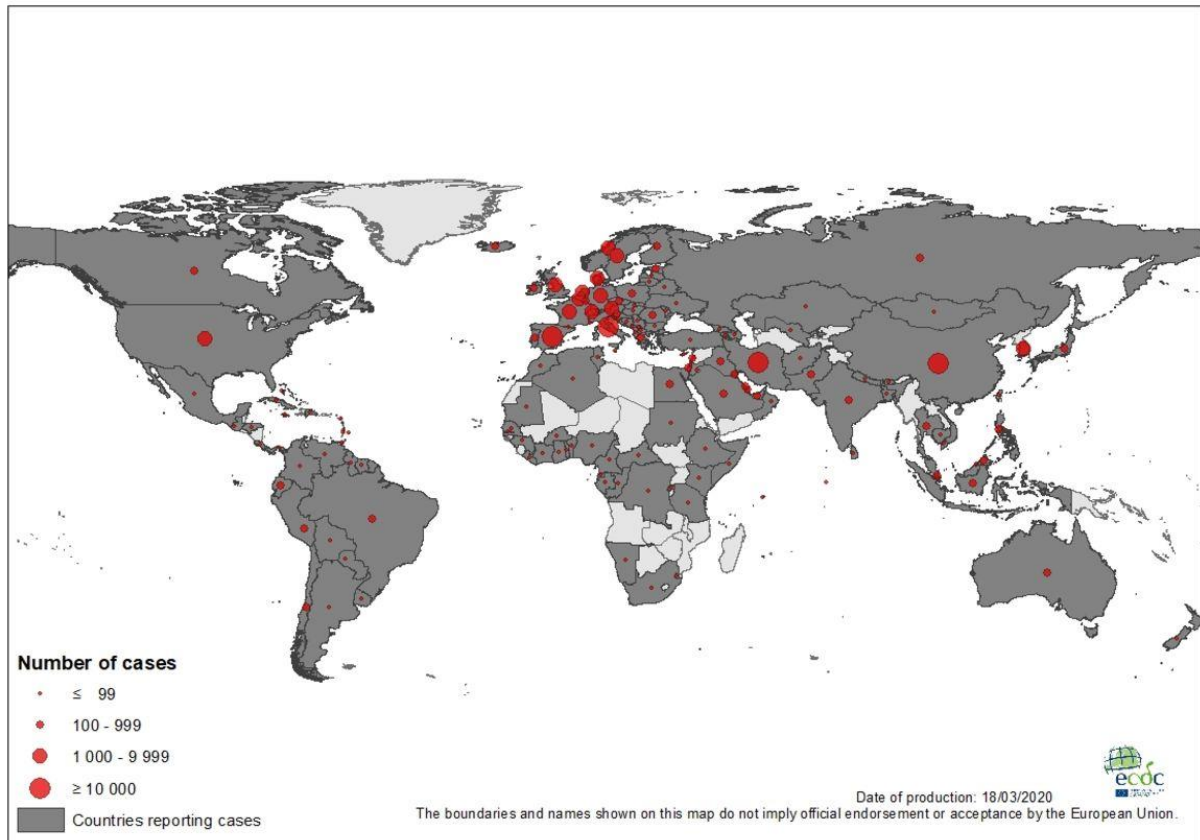 Number of cases
≤ 99
100 - 999
1 000 - 9 999
≥ 10 000
Countries reporting cases
ecdc
Date of production: 18/03/2020
The boundaries and names shown on this map do not imply official endorsement or acceptance by the European Union.